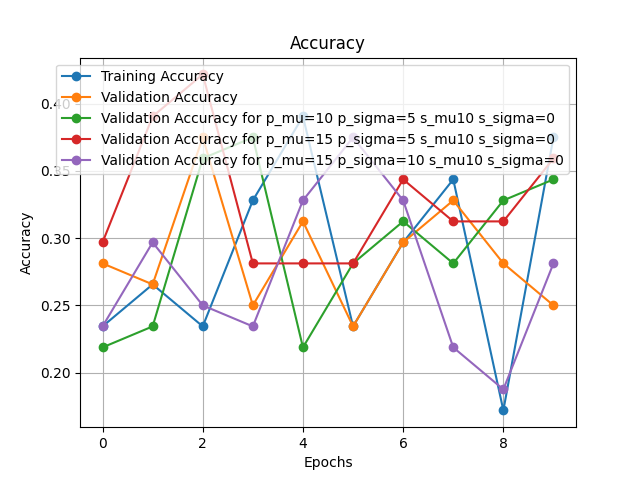 Accuracy
Training Accuracy
Validation Accuracy
Validation Accuracy for p_mu=10 p_sigma=5 s_mu10 s_sigma=0
Validation Accuracy for p_mu=15 p_sigma=5 s_mu10 s_sigma=0
Validation Accuracy for p_mu=15 p_sigma=10 s_mu10 s_sigma=0
0.40
0.35
0.30
0.25
0.20
Accuracy
0 2 4 6 8
Epochs